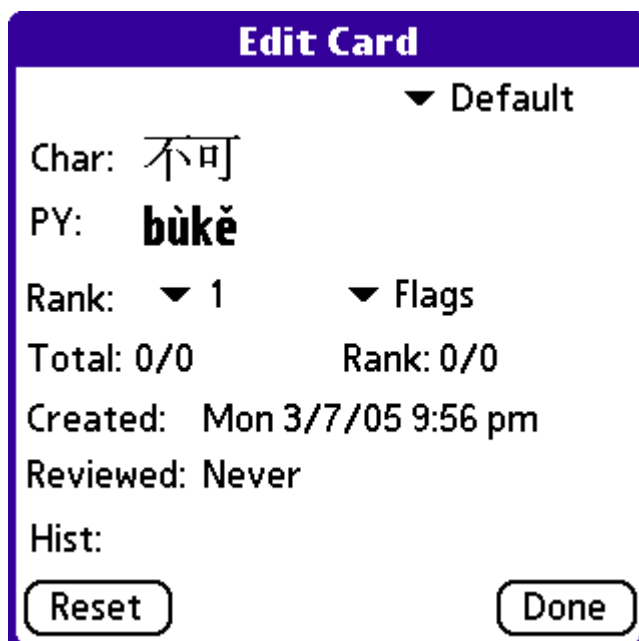 Edit Card
Default
Char: 不可
PY: bùkě
Rank: 1 Flags
Total: 0/0 Rank: 0/0
Created: Mon 3/7/05 9:56 pm
Reviewed: Never
Hist:
Reset Done